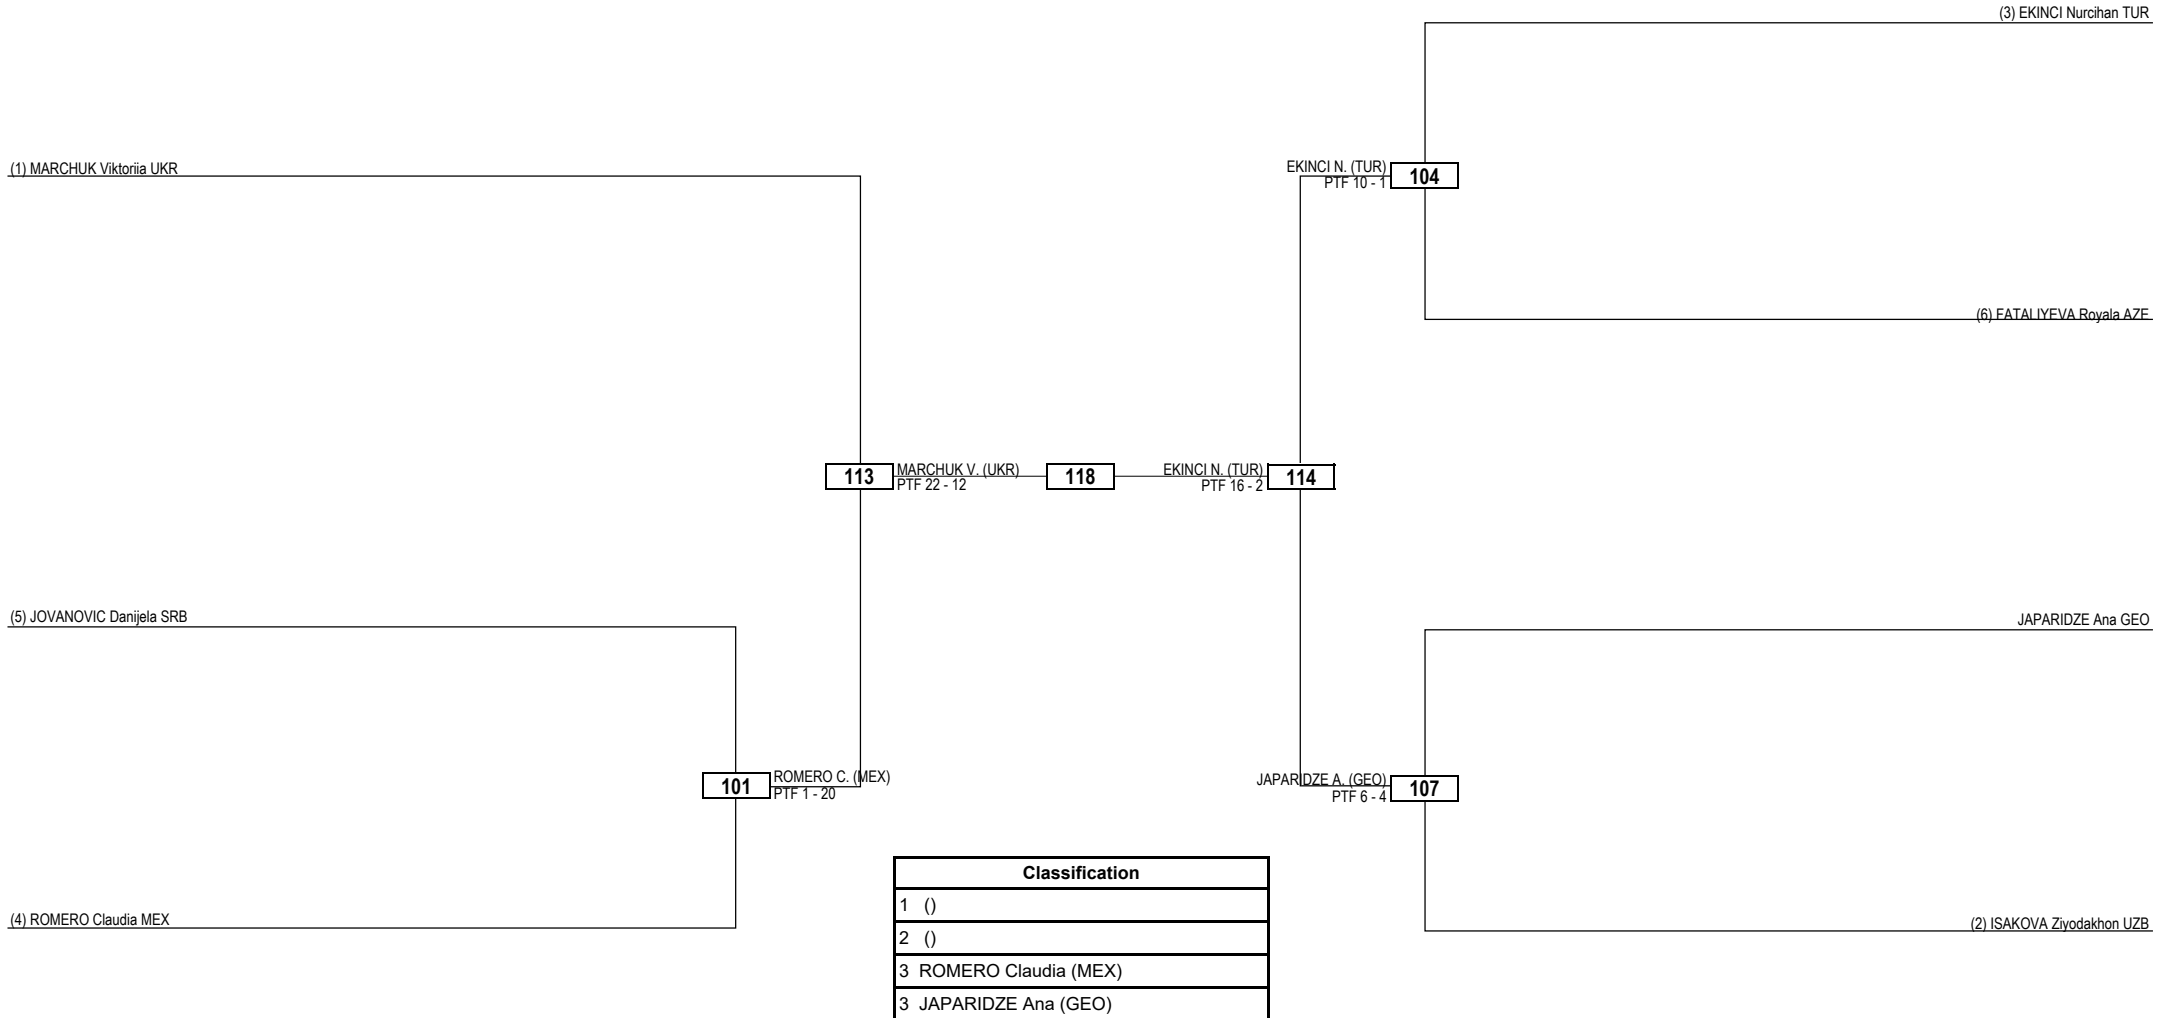 (3) EKINCI Nurcihan TUR
(1) MARCHUK Viktoriia UKR
EKINCI N. (TUR)
PTF 10 - 1
104
(6) FATALIYEVA Royala AZE
113
MARCHUK V. (UKR)
PTF 22 - 12
118
EKINCI N. (TUR)
PTF 16 - 2
114
(5) JOVANOVIC Danijela SRB
JAPARIDZE Ana GEO
101
ROMERO C. (MEX)
PTF 1 - 20
JAPARIDZE A. (GEO)
PTF 6 - 4
107
(4) ROMERO Claudia MEX
(2) ISAKOVA Ziyodakhon UZB
Classification
1 ()
2 ()
3 ROMERO Claudia (MEX)
3 JAPARIDZE Ana (GEO)